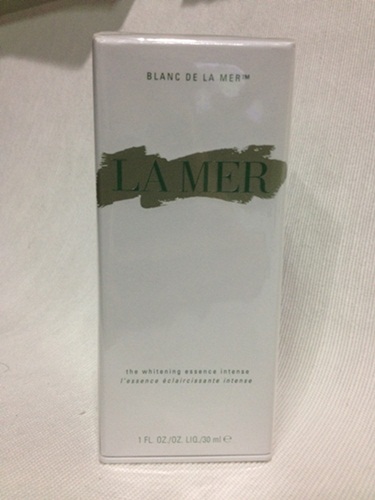 BLANC DE LA MER™
LA MER
the whitening essence intense
l'essence éclaircissante intense
1 FL. OZ./OZ. LIQ./30 ml ℮